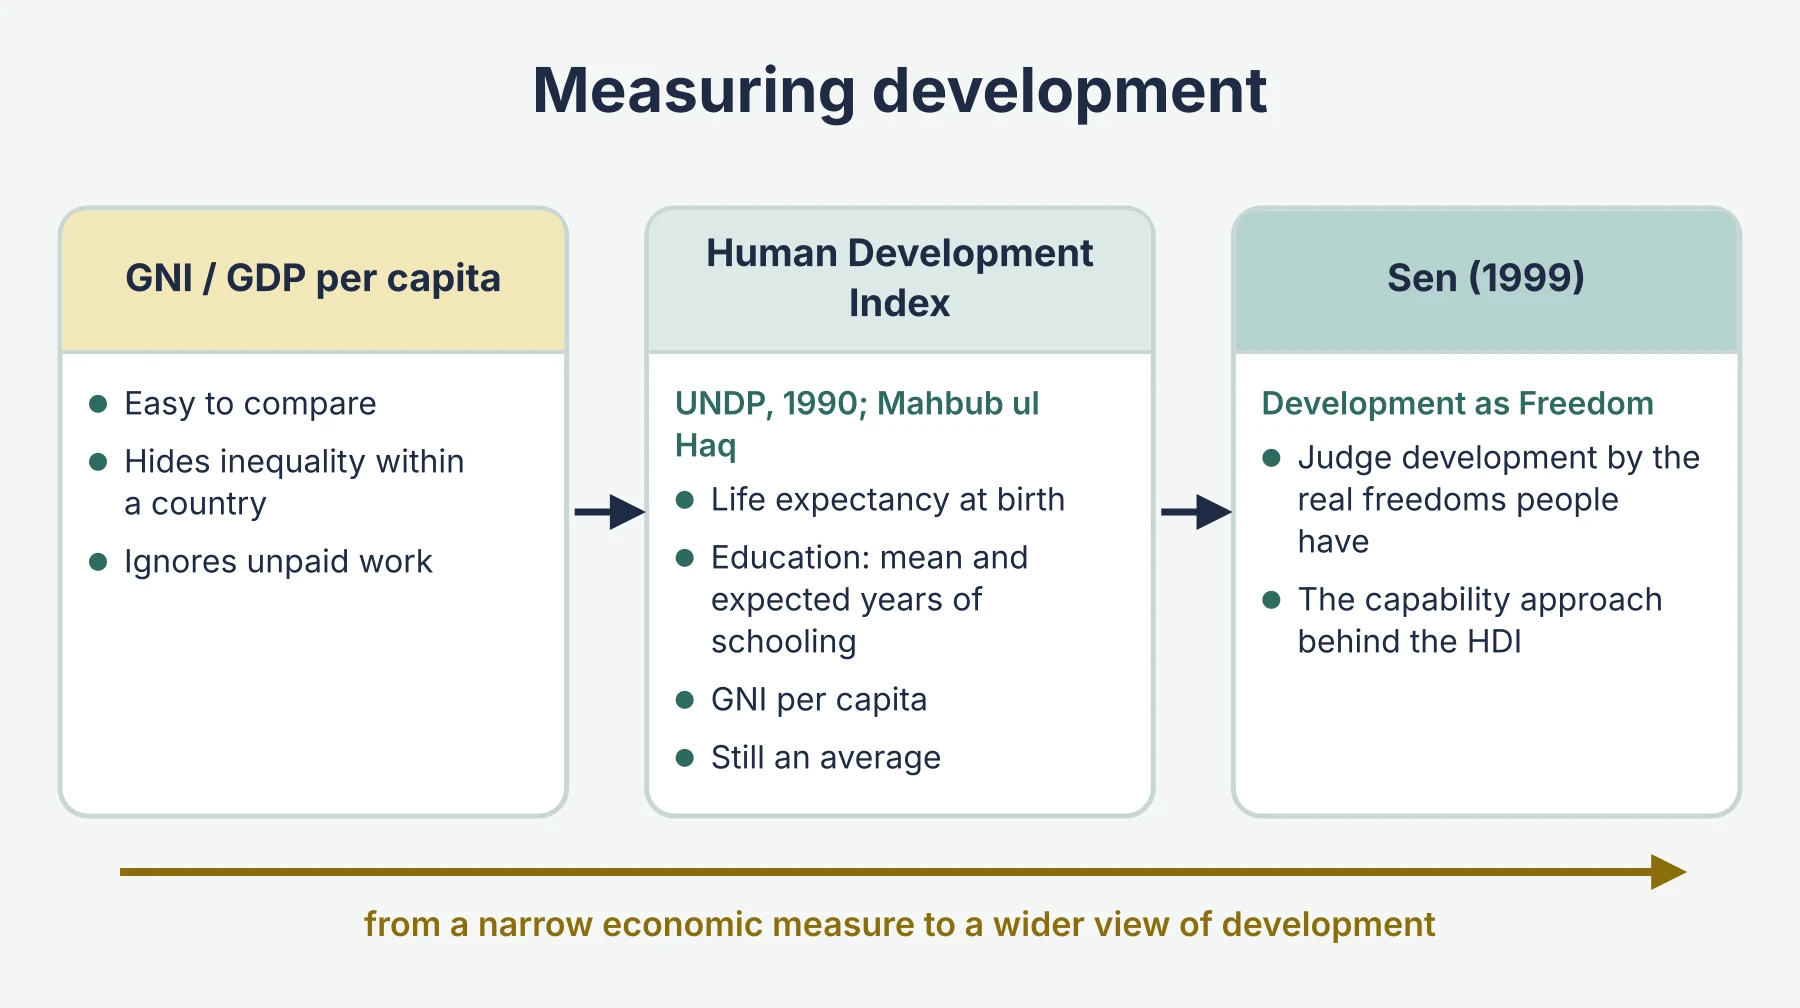 Measuring development
GNI / GDP per capita
Easy to compare
Hides inequality within
a country
Ignores unpaid work
Human Development
Index
UNDP, 1990; Mahbub ul
Haq
Life expectancy at birth
Education: mean and
expected years of
schooling
GNI per capita
Still an average
Sen (1999)
Development as Freedom
Judge development by the
real freedoms people
have
The capability approach
behind the HDI
from a narrow economic measure to a wider view of development